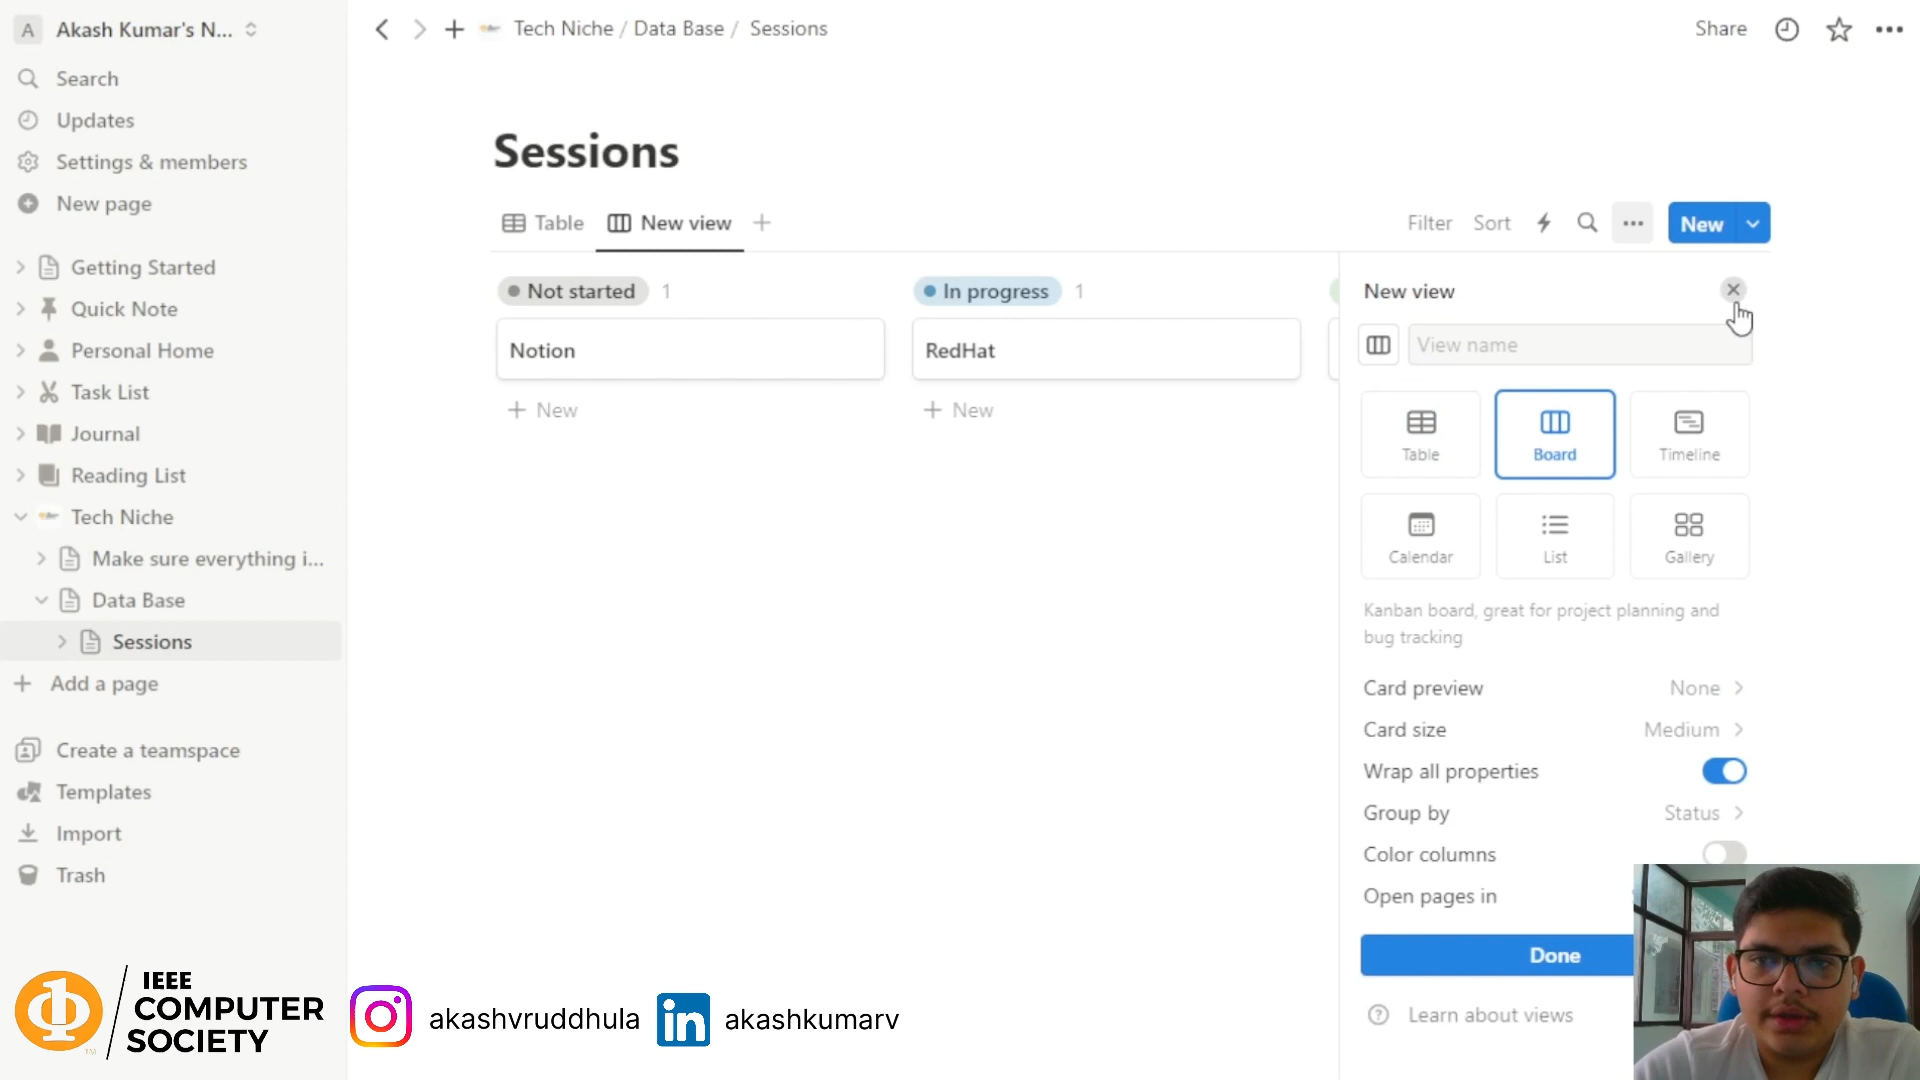 A Akash Kumar's N...
Search
Updates
Settings & members
New page
Getting Started
Quick Note
Personal Home
Task List
Journal
Reading List
Tech Niche
Make sure everything i...
Data Base
Sessions
Add a page
Create a teamspace
Templates
Import
Trash
Tech Niche / Data Base / Sessions
Share
Sessions
Table New view
Filter Sort New
Not started 1
Notion
+ New
In progress 1
RedHat
+ New
New view
View name
Table Board Timeline
Calendar List Gallery
Kanban board, great for project planning and
bug tracking
Card preview None
Card size Medium
Wrap all properties
Group by Status
Color columns
Open pages in
Done
Learn about views
IEEE
COMPUTER
SOCIETY
TM
akashvruddhula
in akashkumarv